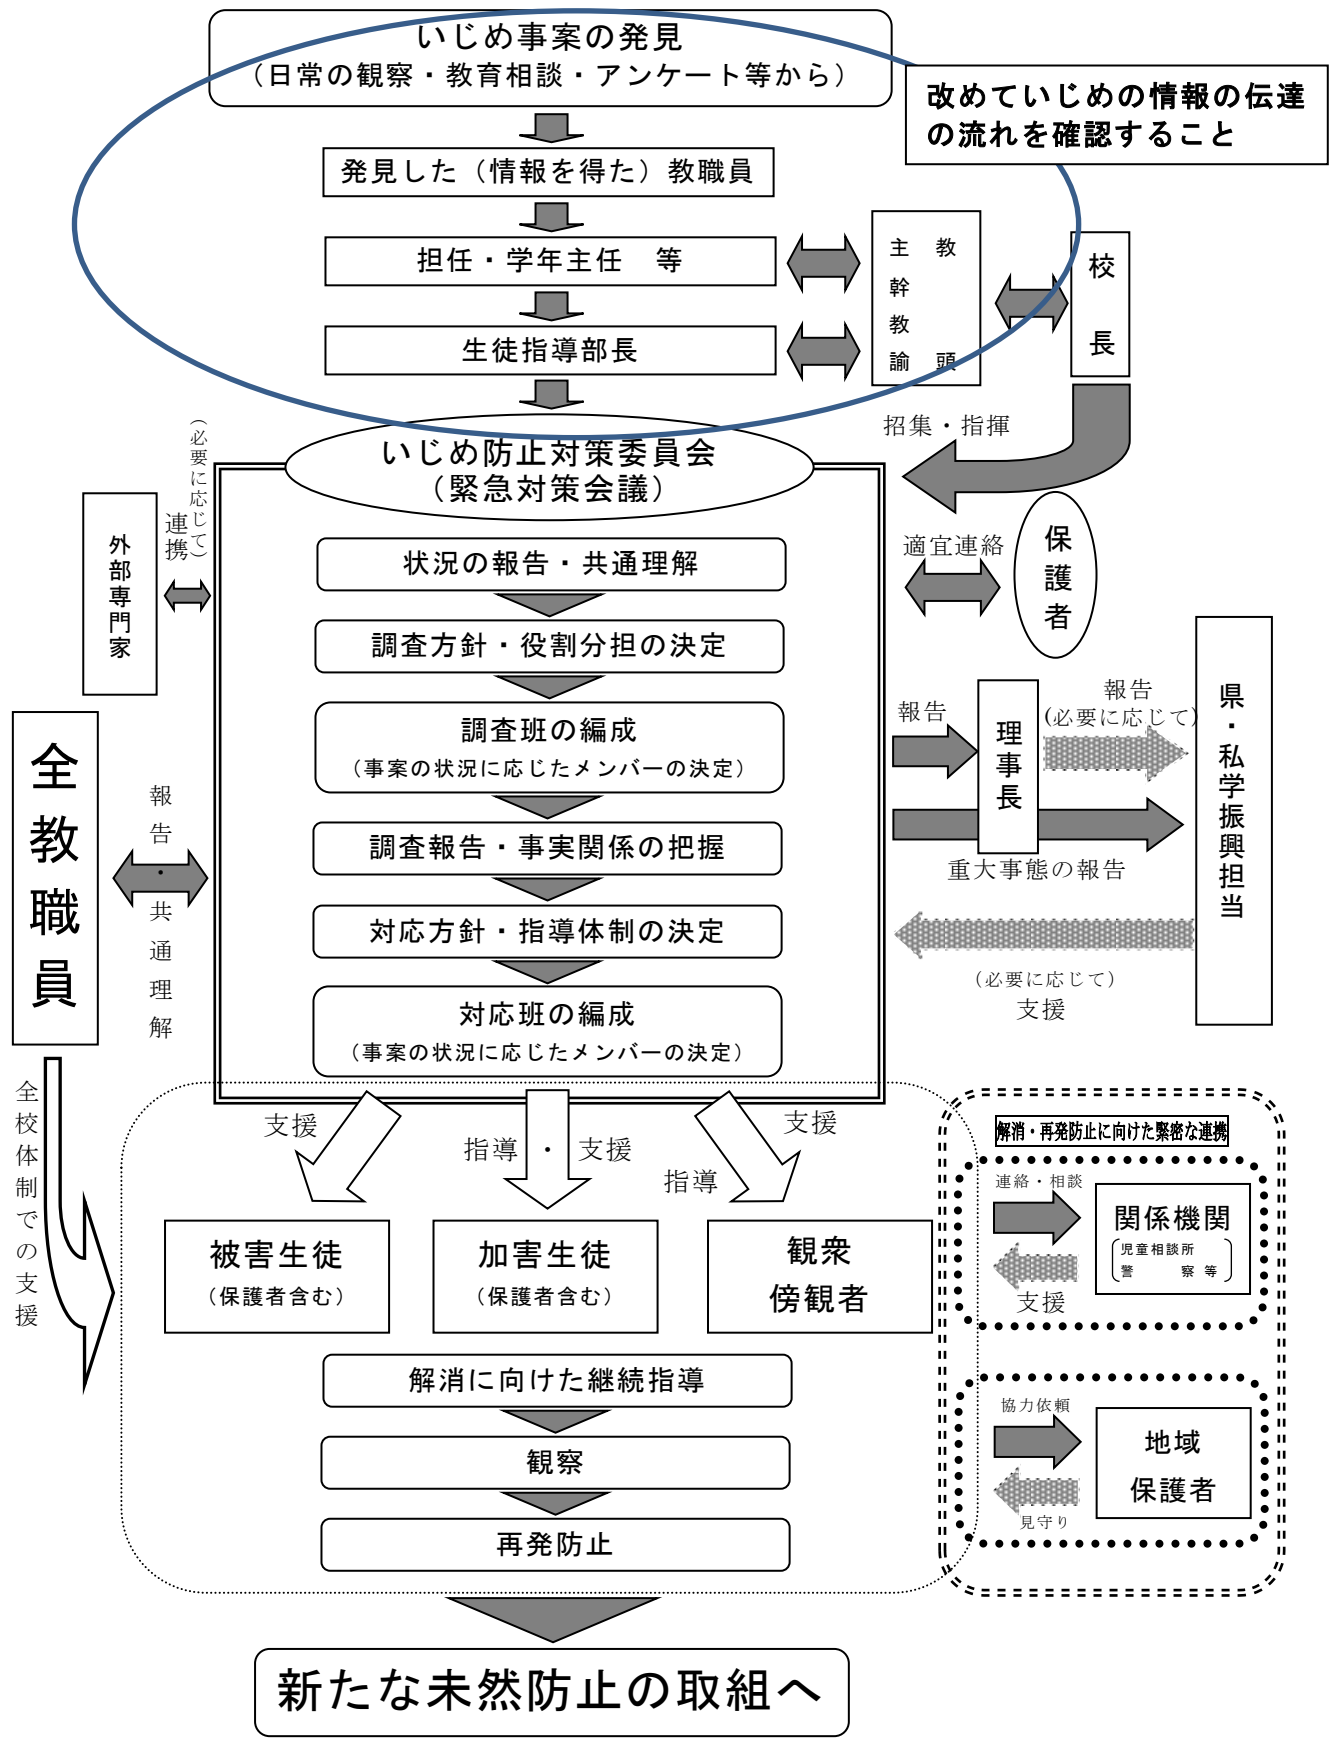 いじめ事案の発見
（日常の観察・教育相談・アンケート等から）
改めていじめの情報の伝達
の流れを確認すること
発見した（情報を得た）教職員
担任・学年主任　等
主幹教諭
教頭
校長
生徒指導部長
招集・指揮
いじめ防止対策委員会
（緊急対策会議）
（必要に応じて）
連携
外部専門家
状況の報告・共通理解
適宜連絡
保護者
調査方針・役割分担の決定
調査班の編成
（事案の状況に応じたメンバーの決定）
報告
理事長
報告
(必要に応じて)
県・私学振興担当
全教職員
報告・共通理解
調査報告・事実関係の把握
重大事態の報告
対応方針・指導体制の決定
（必要に応じて）
支援
対応班の編成
（事案の状況に応じたメンバーの決定）
全校体制での支援
支援
指導・支援
支援
指導
被害生徒
（保護者含む）
加害生徒
（保護者含む）
観衆
傍観者
解消・再発防止に向けた緊密な連携
連絡・相談
関係機関
児童相談所
警　察 等
支援
解消に向けた継続指導
観察
再発防止
協力依頼
地域
保護者
見守り
新たな未然防止の取組へ